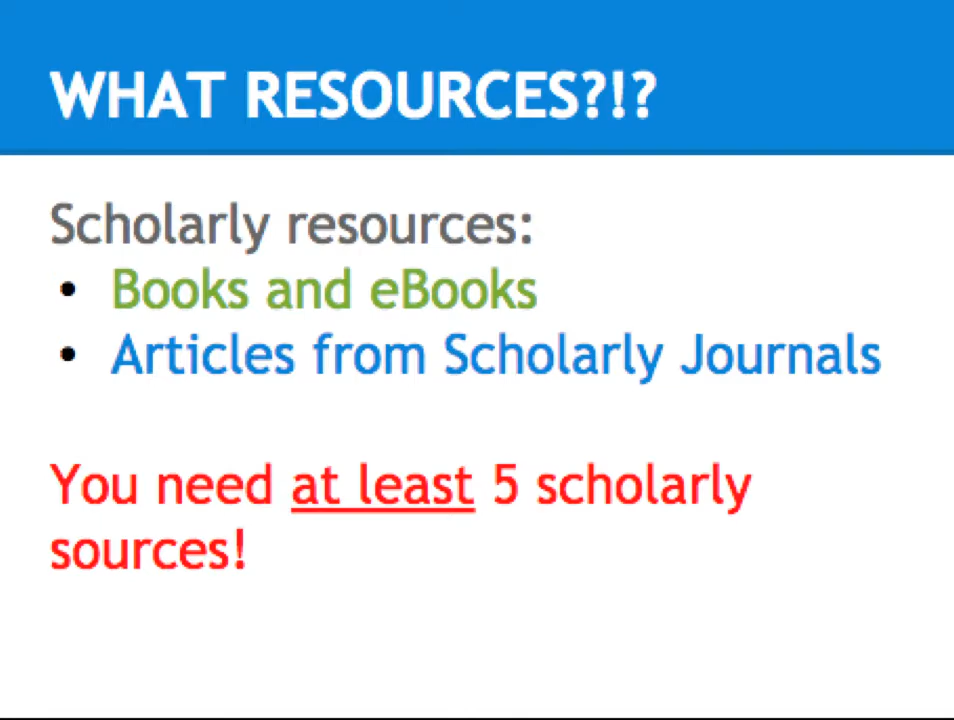 WHAT RESOURCES?!?
Scholarly resources:
• Books and eBooks
• Articles from Scholarly Journals
You need at least 5 scholarly
sources!